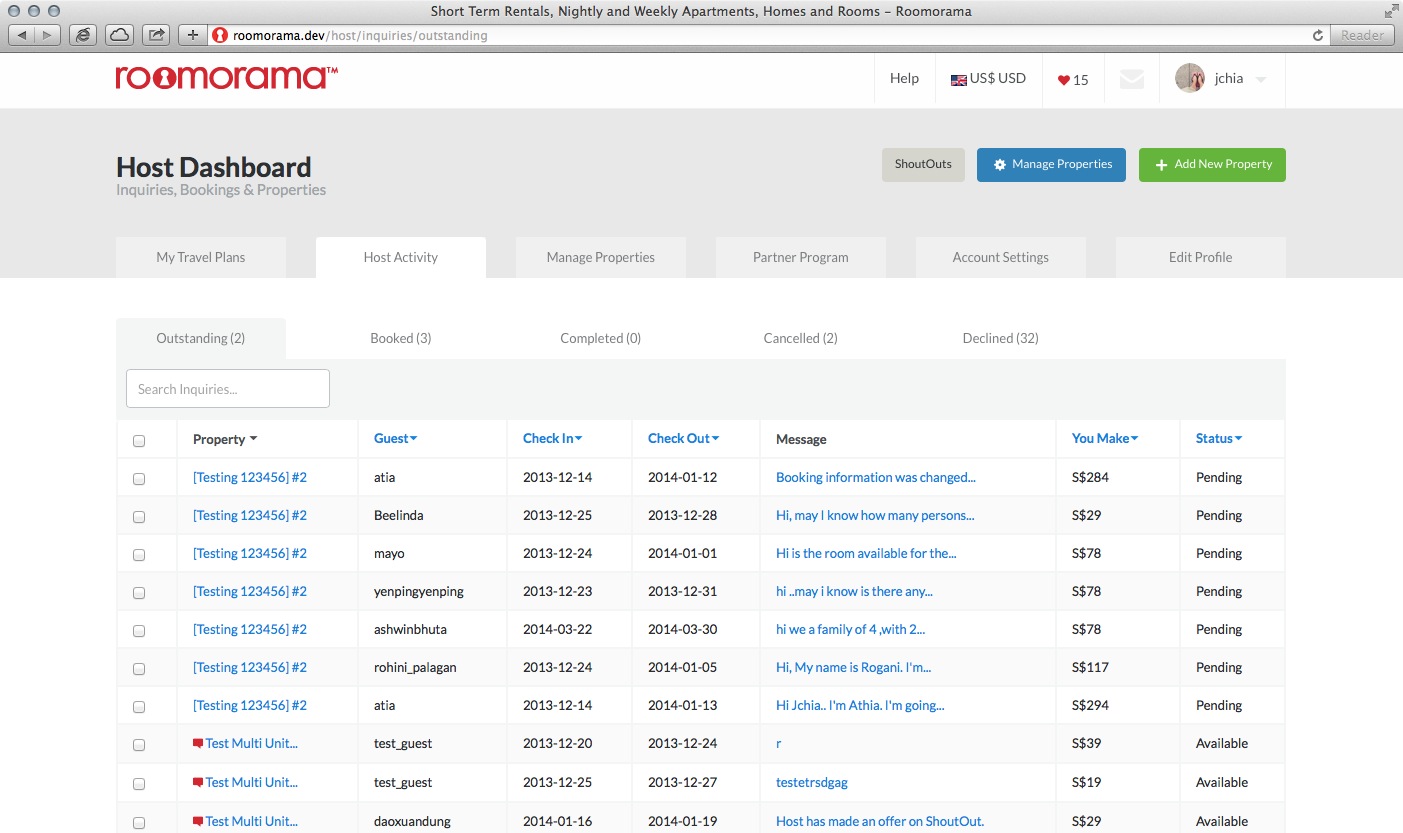 Short Term Rentals, Nightly and Weekly Apartments, Homes and Rooms – Roomorama
roomorama.dev/host/inquiries/outstanding
Reader
roomorama™
Help
US$ USD
15
jchia
Host Dashboard
Inquiries, Bookings & Properties
ShoutOuts
Manage Properties
Add New Property
My Travel Plans
Host Activity
Manage Properties
Partner Program
Account Settings
Edit Profile
Outstanding (2)
Booked (3)
Completed (0)
Cancelled (2)
Declined (32)
Search Inquiries...
Property Guest Check In Check Out Message You Make Status
[Testing 123456] #2 atia 2013-12-14 2014-01-12 Booking information was changed... S$284 Pending
[Testing 123456] #2 Beelinda 2013-12-25 2013-12-28 Hi, may I know how many persons... S$29 Pending
[Testing 123456] #2 mayo 2013-12-24 2014-01-01 Hi is the room available for the... S$78 Pending
[Testing 123456] #2 yenpingyenping 2013-12-23 2013-12-31 hi ..may i know is there any... S$78 Pending
[Testing 123456] #2 ashwinbhuta 2014-03-22 2014-03-30 hi we a family of 4 ,with 2... S$78 Pending
[Testing 123456] #2 rohini_palagan 2013-12-24 2014-01-05 Hi, My name is Rogani. I'm... S$117 Pending
[Testing 123456] #2 atia 2013-12-14 2014-01-13 Hi Jchia.. I'm Athia. I'm going... S$294 Pending
Test Multi Unit... test_guest 2013-12-20 2013-12-24 r S$39 Available
Test Multi Unit... test_guest 2013-12-25 2013-12-27 testetrsdgag S$19 Available
Test Multi Unit... daoxuandung 2014-01-16 2014-01-19 Host has made an offer on ShoutOut. S$29 Available